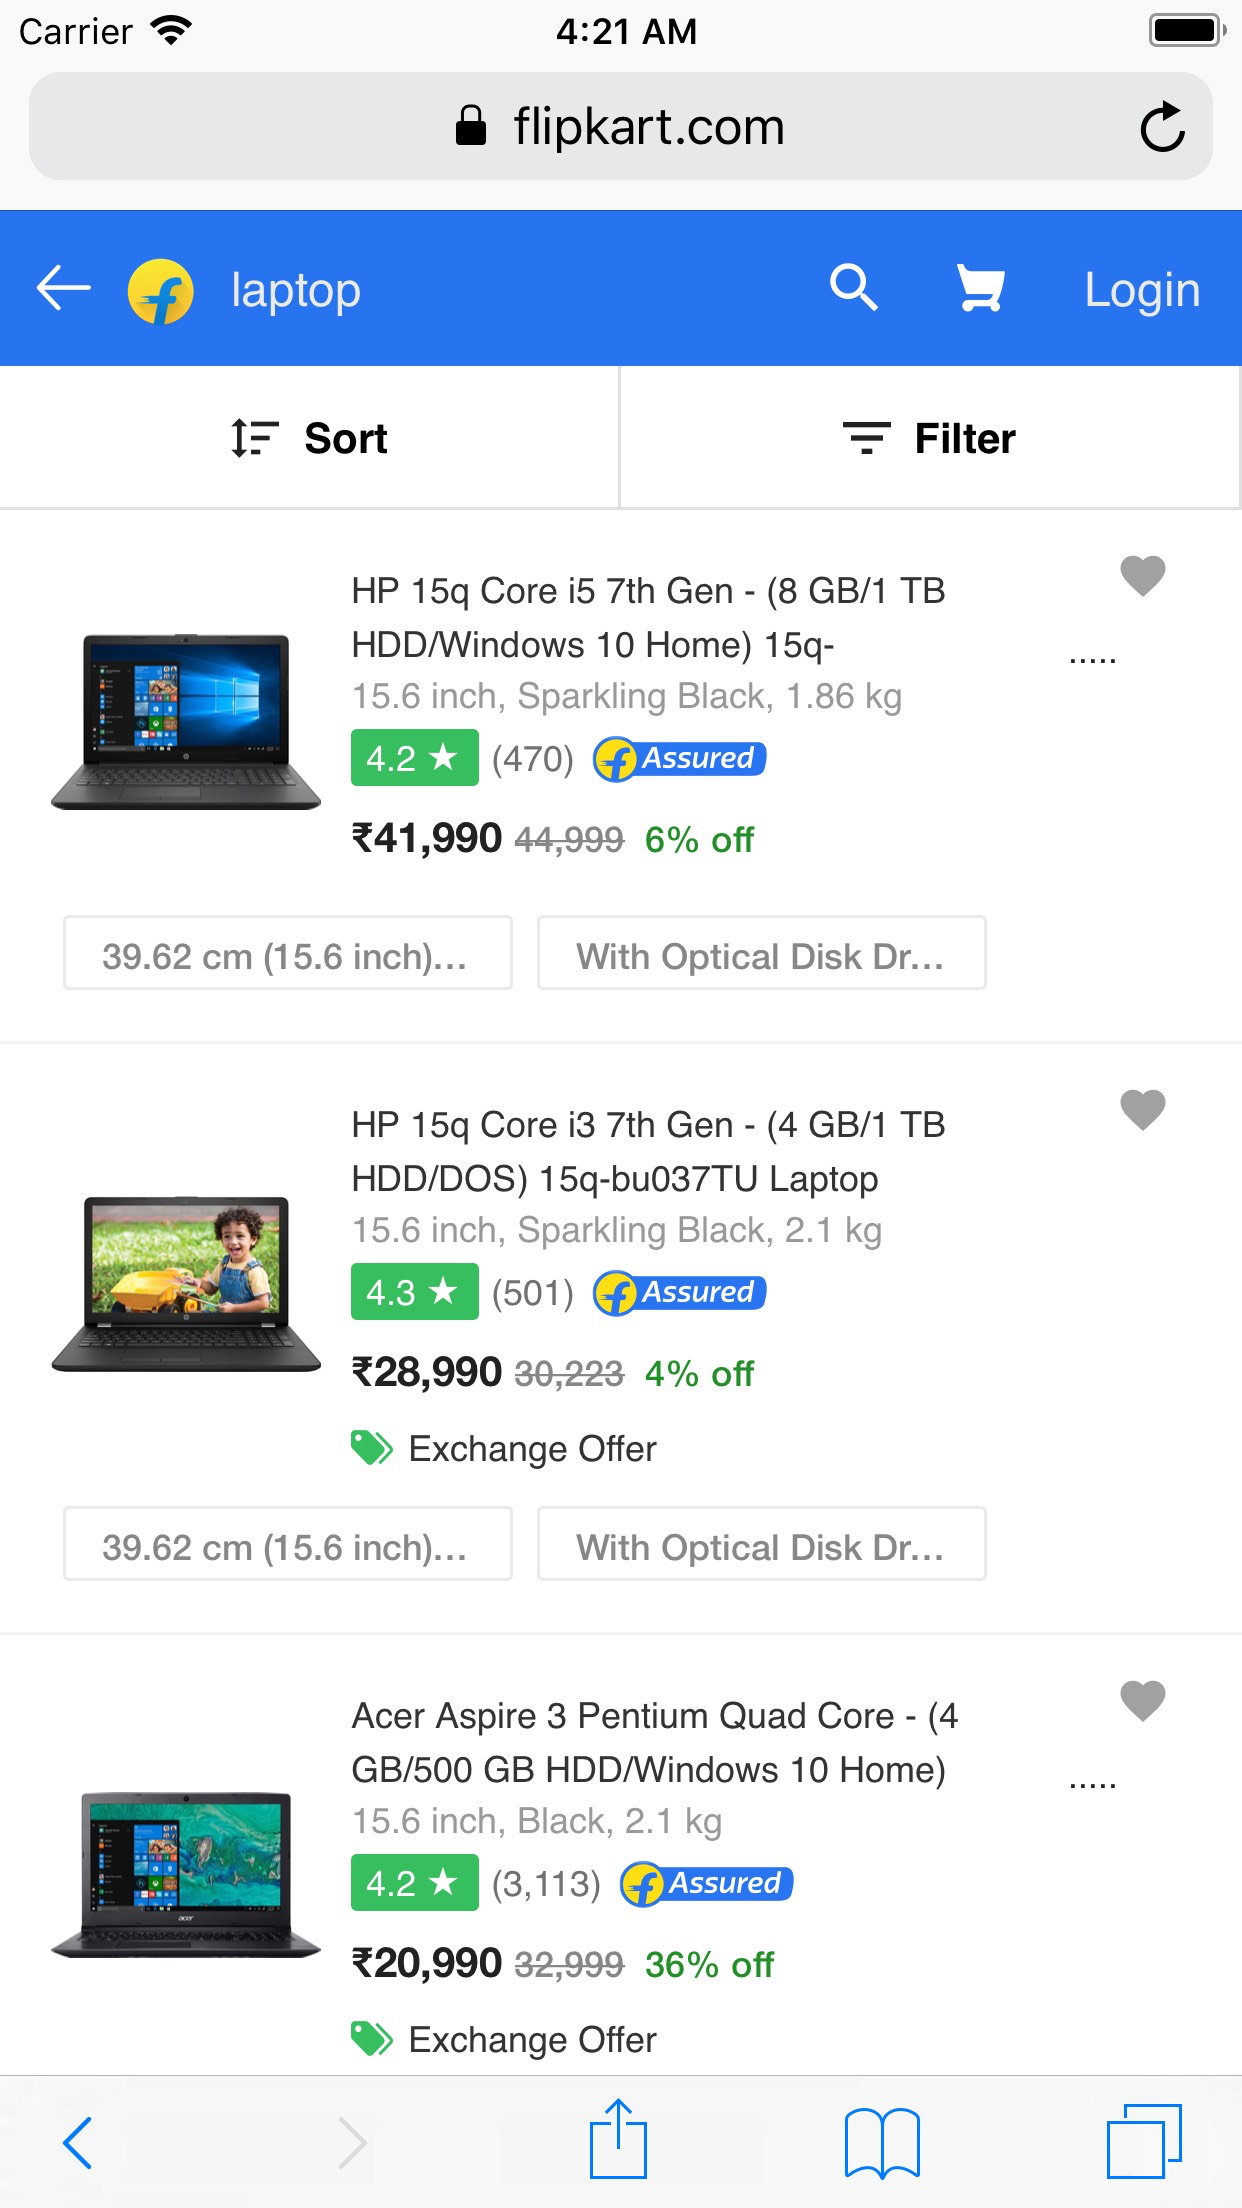 Carrier 4:21 AM
flipkart.com
laptop Login
Sort Filter
HP 15q Core i5 7th Gen - (8 GB/1 TB
HDD/Windows 10 Home) 15q-
.....
15.6 inch, Sparkling Black, 1.86 kg
4.2 ★ (470) Assured
₹41,990 44,999 6% off
39.62 cm (15.6 inch)... With Optical Disk Dr...
HP 15q Core i3 7th Gen - (4 GB/1 TB
HDD/DOS) 15q-bu037TU Laptop
15.6 inch, Sparkling Black, 2.1 kg
4.3 ★ (501) Assured
₹28,990 30,223 4% off
Exchange Offer
39.62 cm (15.6 inch)... With Optical Disk Dr...
Acer Aspire 3 Pentium Quad Core - (4
GB/500 GB HDD/Windows 10 Home)
.....
15.6 inch, Black, 2.1 kg
4.2 ★ (3,113) Assured
₹20,990 32,999 36% off
Exchange Offer